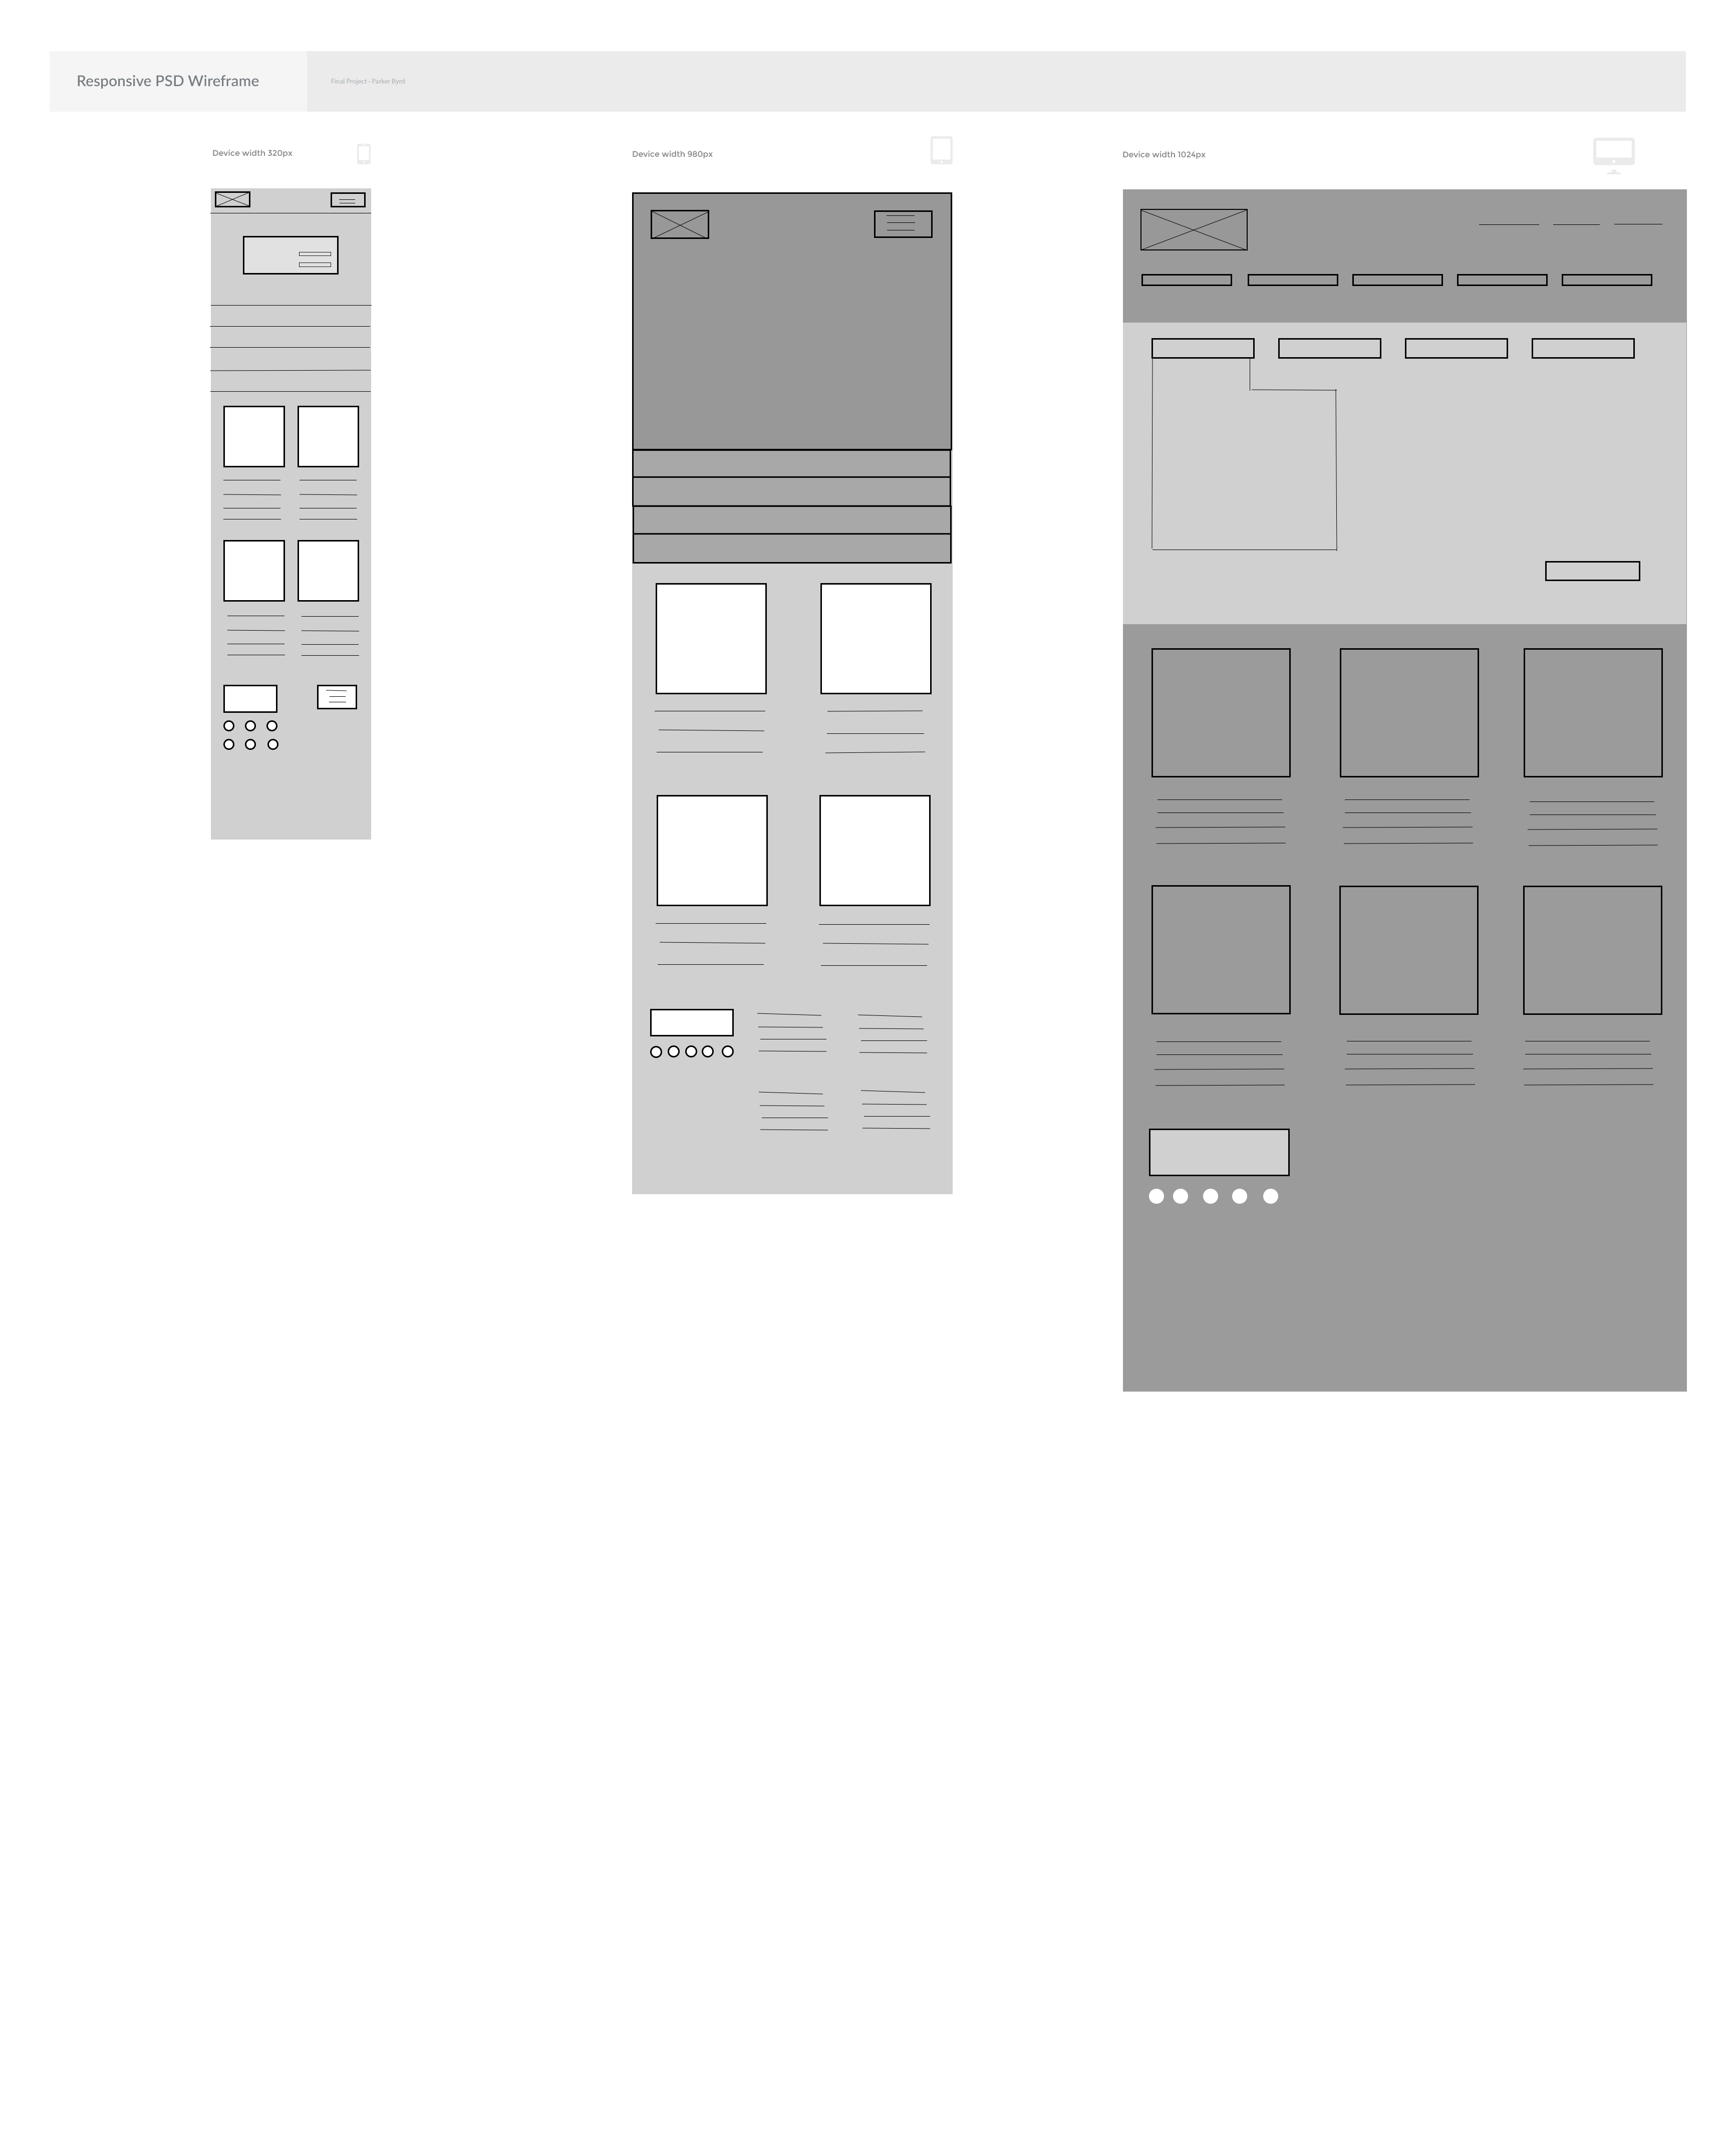 Responsive PSD Wireframe
Final Project - Parker Byrd
Device width 320px
Device width 980px
Device width 1024px